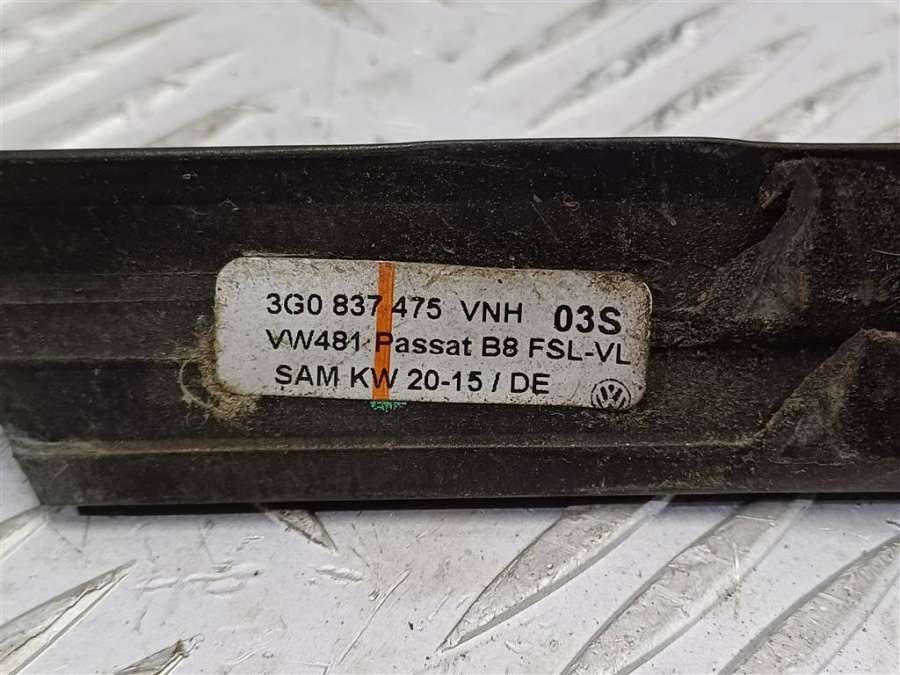 3G0 837 475 VNH 03S
VW481 Passat B8 FSL-VL
SAM KW 20-15 / DE